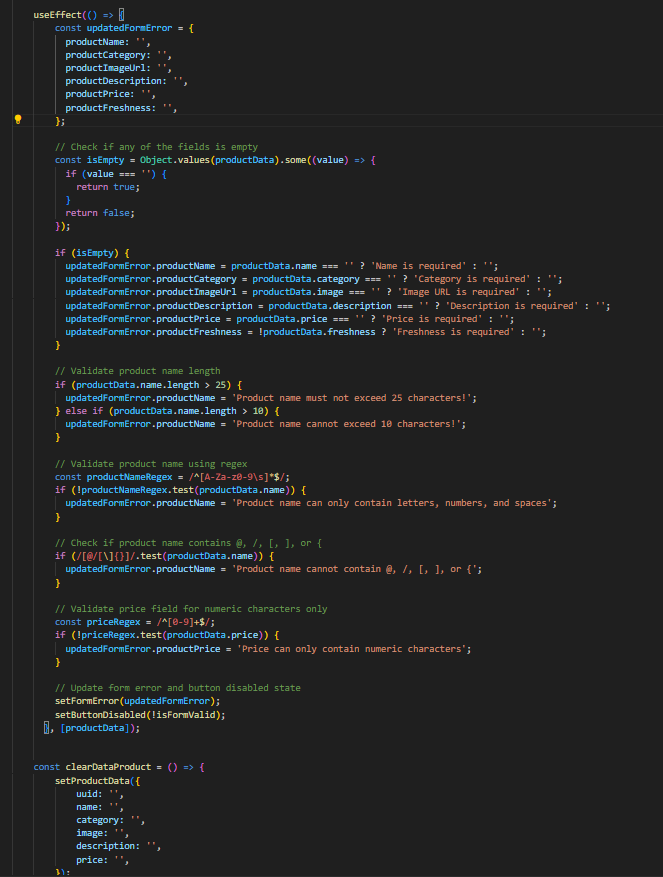 useEffect(() => {
const updatedFormError = {
productName: '',
productCategory: '',
productImageUrl: '',
productDescription: '',
productPrice: '',
productFreshness: '',
};
// Check if any of the fields is empty
const isEmpty = Object.values(productData).some((value) => {
if (value === '') {
return true;
}
return false;
});
if (isEmpty) {
updatedFormError.productName = productData.name === '' ? 'Name is required' : '';
updatedFormError.productCategory = productData.category === '' ? 'Category is required' : '';
updatedFormError.productImageUrl = productData.image === '' ? 'Image URL is required' : '';
updatedFormError.productDescription = productData.description === '' ? 'Description is required' : '';
updatedFormError.productPrice = productData.price === '' ? 'Price is required' : '';
updatedFormError.productFreshness = !productData.freshness ? 'Freshness is required' : '';
}
// Validate product name length
if (productData.name.length > 25) {
updatedFormError.productName = 'Product name must not exceed 25 characters!';
} else if (productData.name.length > 10) {
updatedFormError.productName = 'Product name cannot exceed 10 characters!';
}
// Validate product name using regex
const productNameRegex = /^[A-Za-z0-9\s]*$/;
if (!productNameRegex.test(productData.name)) {
updatedFormError.productName = 'Product name can only contain letters, numbers, and spaces';
}
// Check if product name contains @, /, [, ], or {
if (/[@/[\]{}]/.test(productData.name)) {
updatedFormError.productName = 'Product name cannot contain @, /, [, ], or {';
}
// Validate price field for numeric characters only
const priceRegex = /^[0-9]+$/;
if (!priceRegex.test(productData.price)) {
updatedFormError.productPrice = 'Price can only contain numeric characters';
}
// Update form error and button disabled state
setFormError(updatedFormError);
setButtonDisabled(!isFormValid);
}, [productData]);
const clearDataProduct = () => {
setProductData({
uuid: '',
name: '',
category: '',
image: '',
description: '',
price: '',
});